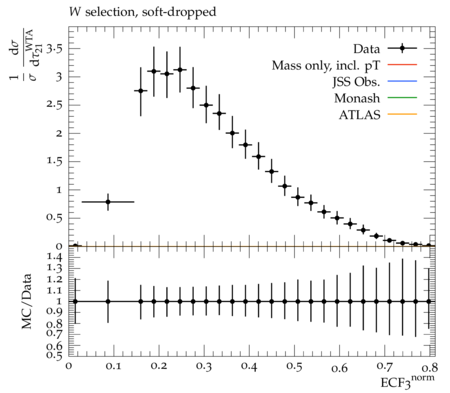 W selection, soft-dropped
1/σ dσ/dτ₂₁^WTA
Data
Mass only, incl. pT
JSS Obs.
Monash
ATLAS
3.5
3
2.5
2
1.5
1
0.5
0
MC/Data
1.4
1.3
1.2
1.1
1
0.9
0.8
0.7
0.6
0.5
0 0.1 0.2 0.3 0.4 0.5 0.6 0.7 0.8
ECF3^norm